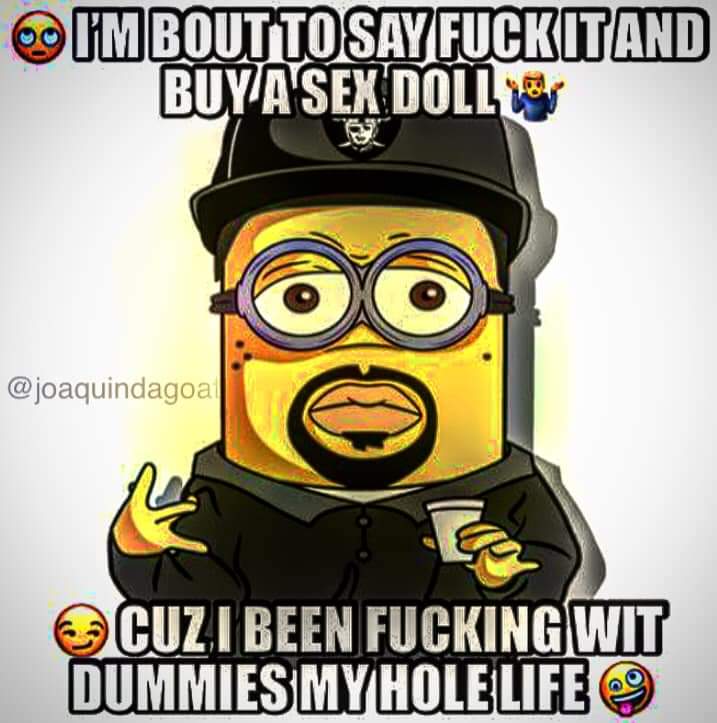 🙄 I'M BOUT TO SAY FUCK IT AND
BUY A SEX DOLL 🤷‍♂️
@joaquindagoat
😏 CUZ I BEEN FUCKING WIT
DUMMIES MY HOLE LIFE 🤪